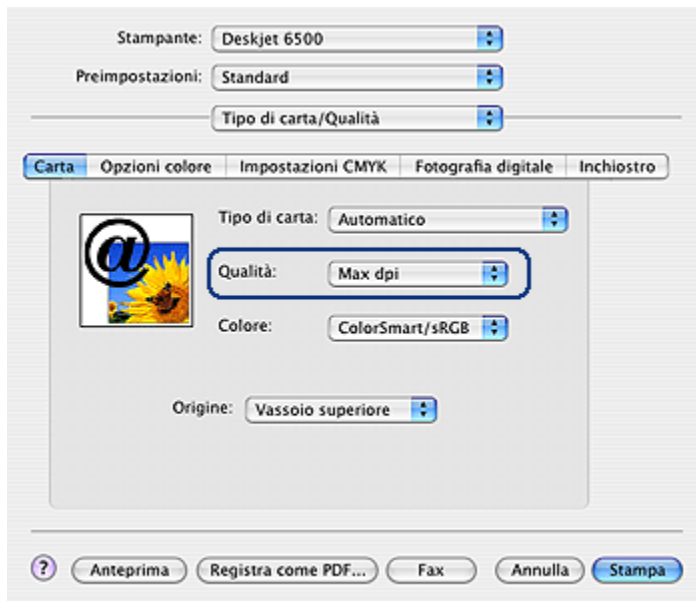 Stampante: Deskjet 6500
Preimpostazioni: Standard
Tipo di carta/Qualità
Carta Opzioni colore Impostazioni CMYK Fotografia digitale Inchiostro
Tipo di carta: Automatico
@
Qualità: Max dpi
Colore: ColorSmart/sRGB
Origine: Vassoio superiore
? Anteprima Registra come PDF... Fax Annulla Stampa